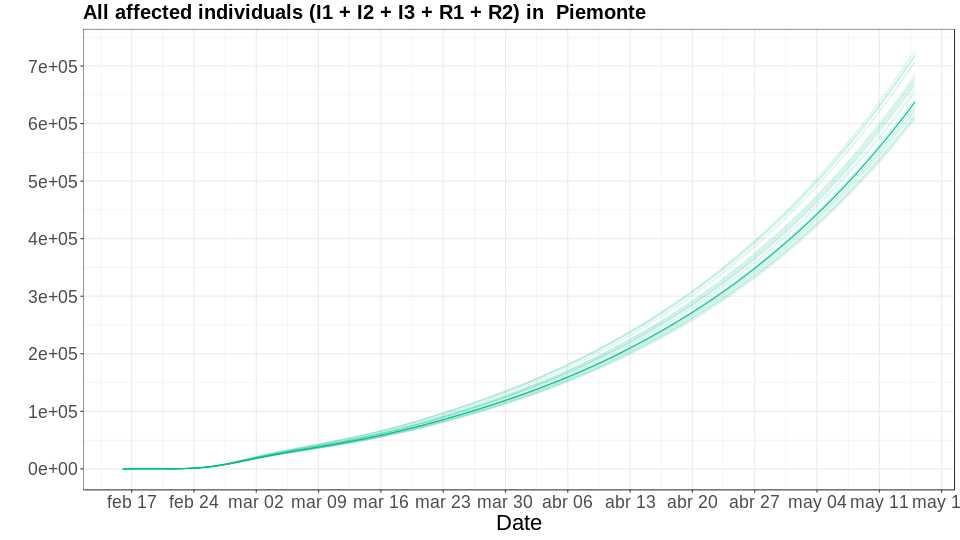 All affected individuals (I1 + I2 + I3 + R1 + R2) in  Piemonte
7e+05
6e+05
5e+05
4e+05
3e+05
2e+05
1e+05
0e+00
feb 17 feb 24 mar 02 mar 09 mar 16 mar 23 mar 30 abr 06 abr 13 abr 20 abr 27 may 04 may 11 may 1
Date